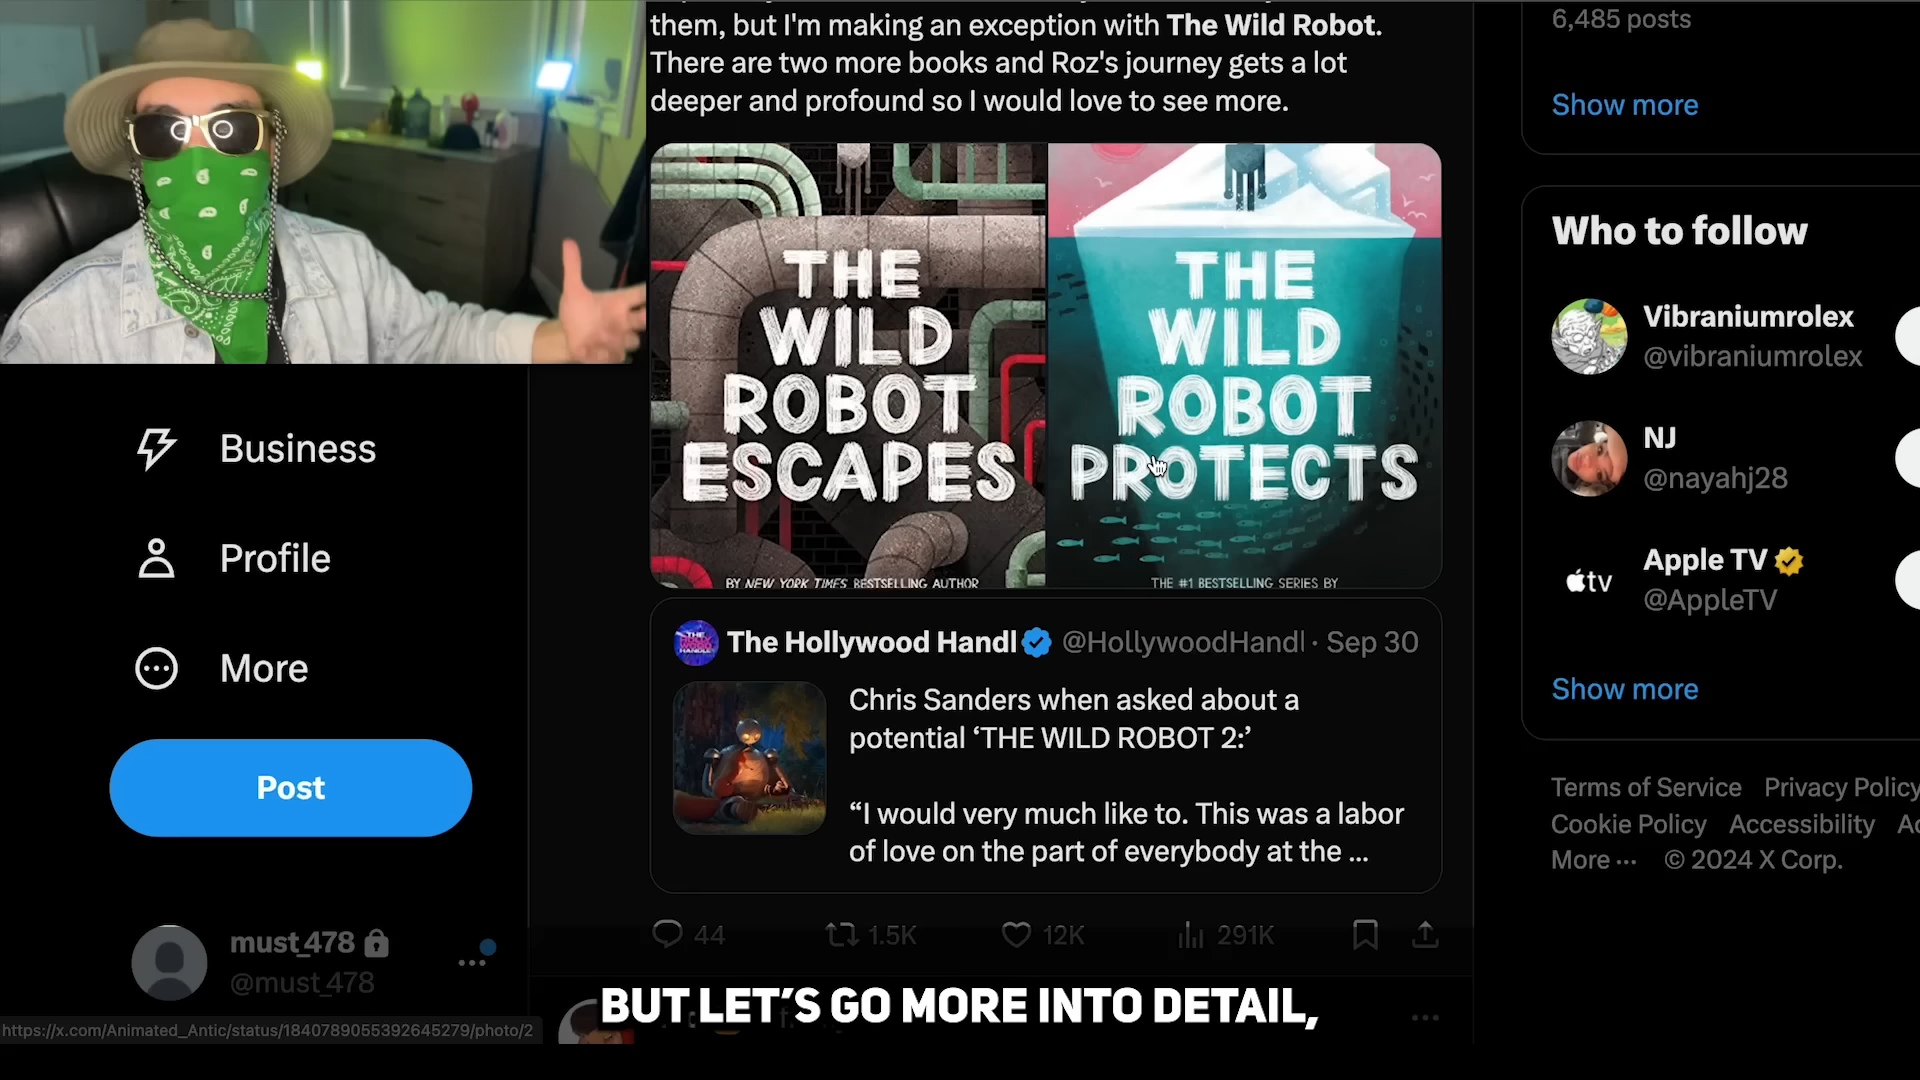 them, but I'm making an exception with The Wild Robot.
There are two more books and Roz's journey gets a lot
deeper and profound so I would love to see more.
THE
WILD
ROBOT
ESCAPES
BY NEW YORK TIMES BESTSELLING AUTHOR
THE
WILD
ROBOT
PROTECTS
THE #1 BESTSELLING SERIES BY
The Hollywood Handl @HollywoodHandl · Sep 30
Chris Sanders when asked about a
potential ‘THE WILD ROBOT 2:’
“I would very much like to. This was a labor
of love on the part of everybody at the ...
44 1.5K 12K 291K
Business
Profile
More
Post
must_478
@must_478
https://x.com/Animated_Antic/status/1840789055392645279/photo/2
6,485 posts
Show more
Who to follow
Vibraniumrolex
@vibraniumrolex
NJ
@nayahj28
tv
Apple TV
@AppleTV
Show more
Terms of Service Privacy Policy
Cookie Policy Accessibility
More ··· © 2024 X Corp.
BUT LET’S GO MORE INTO DETAIL,